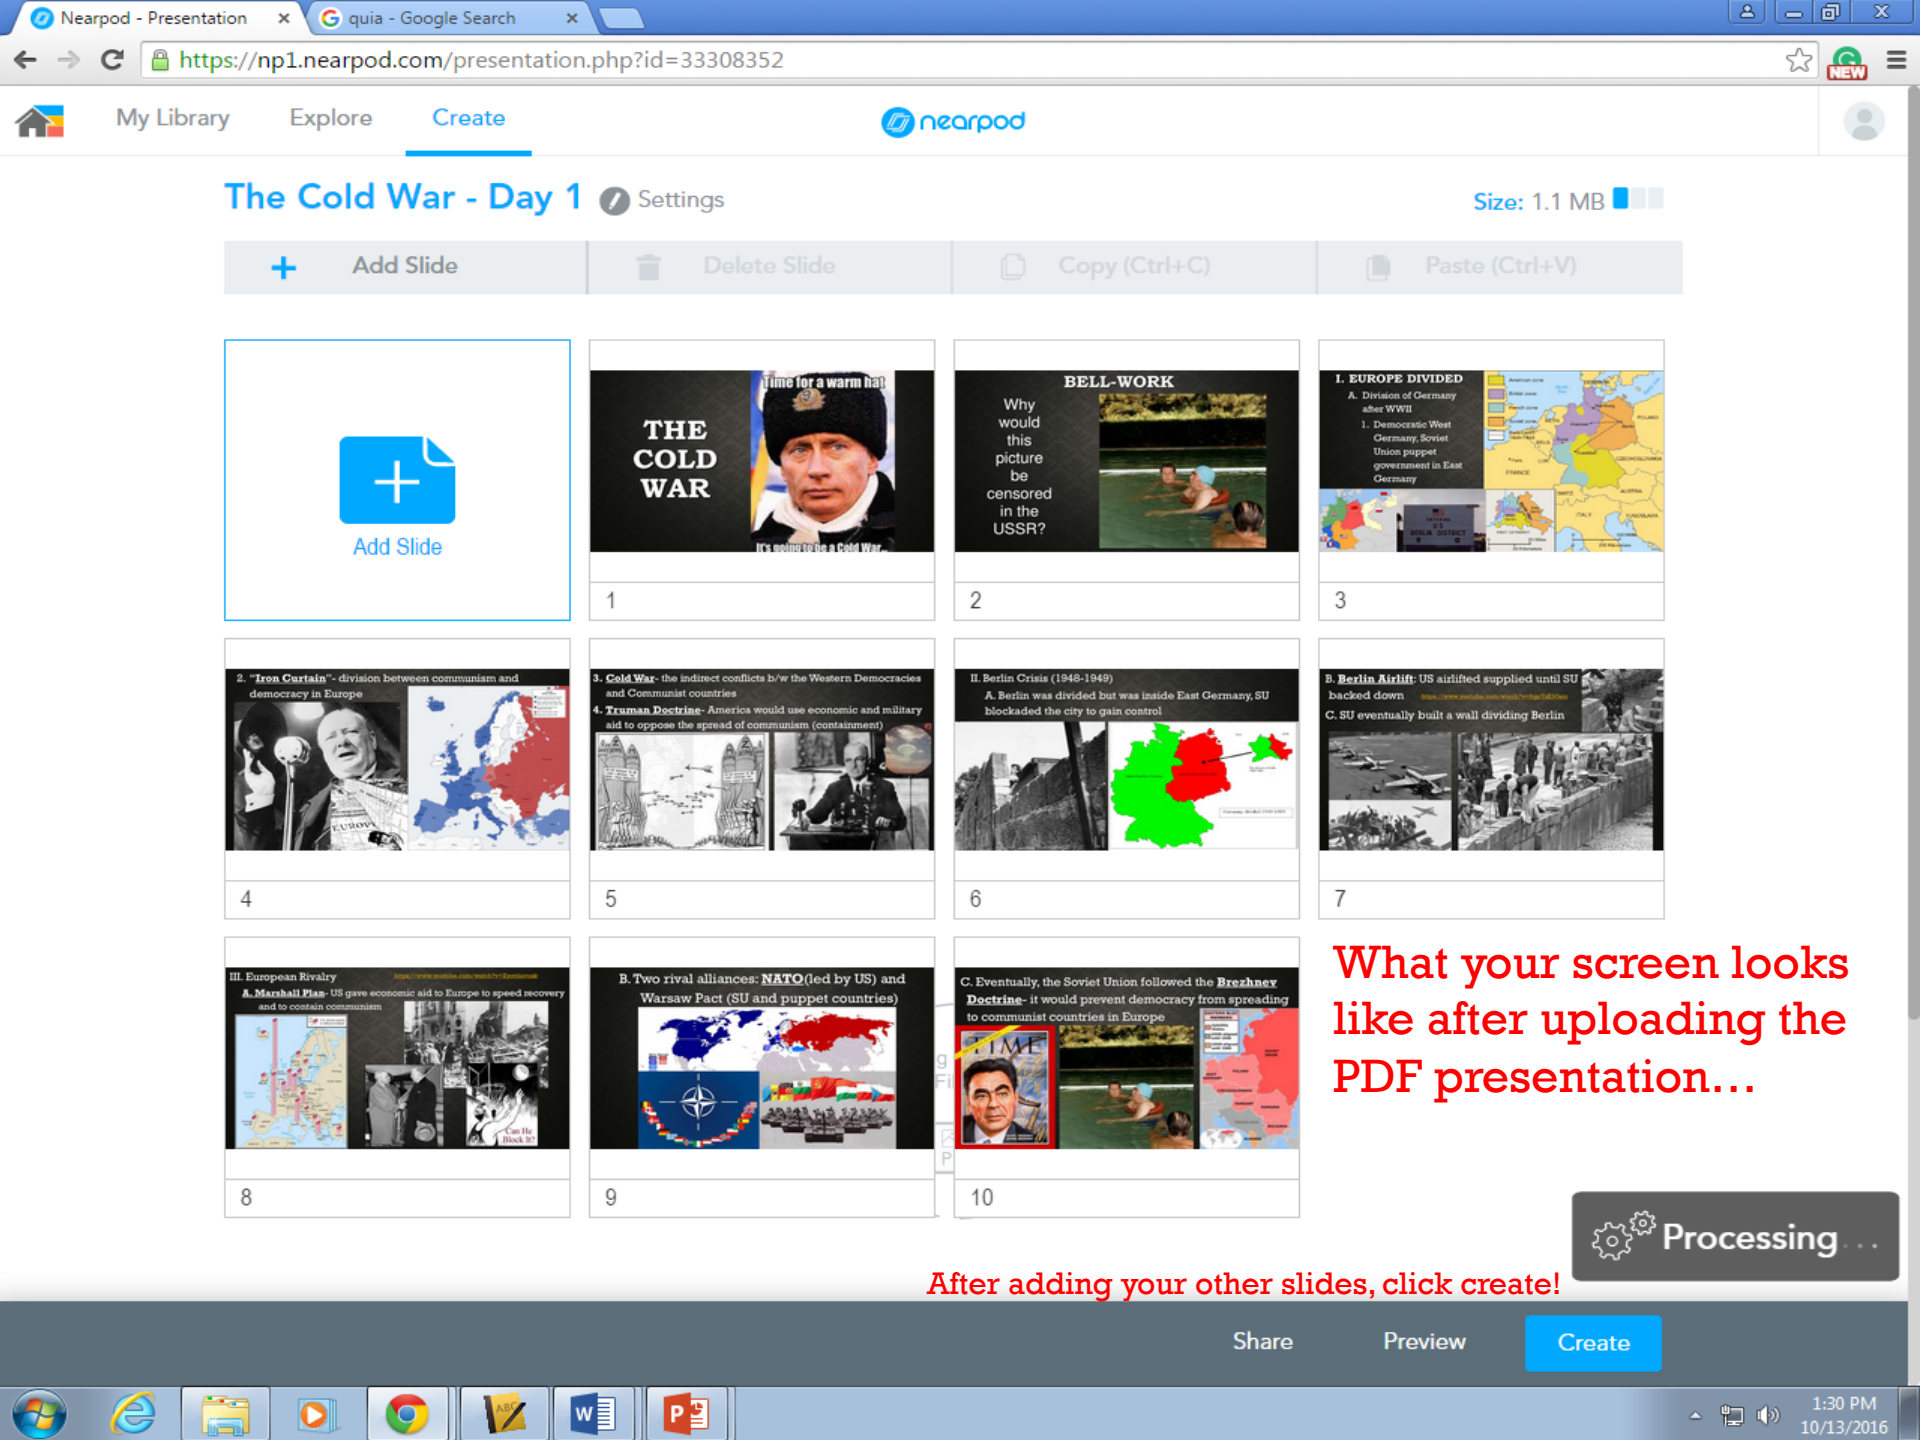 Nearpod - Presentation
quia - Google Search
https://np1.nearpod.com/presentation.php?id=33308352
NEW
My Library
Explore
Create
nearpod
The Cold War - Day 1
Settings
Size: 1.1 MB
Add Slide
Delete Slide
Copy (Ctrl+C)
Paste (Ctrl+V)
Add Slide
THE
COLD
WAR
Time for a warm hat
It's going to be a Cold War...
1
BELL-WORK
Why
would
this
picture
be
censored
in the
USSR?
2
I. EUROPE DIVIDED
A. Division of Germany
after WWII
1. Democratic West
Germany, Soviet
Union puppet
government in East
Germany
3
2. "Iron Curtain"- division between communism and
democracy in Europe
4
3. Cold War- the indirect conflicts b/w the Western Democracies
and Communist countries
4. Truman Doctrine- America would use economic and military
aid to oppose the spread of communism (containment)
5
II. Berlin Crisis (1948-1949)
A. Berlin was divided but was inside East Germany, SU
blockaded the city to gain control
6
B. Berlin Airlift: US airlifted supplied until SU
backed down
C. SU eventually built a wall dividing Berlin
7
III. European Rivalry
A. Marshall Plan- US gave economic aid to Europe to speed recovery
and to contain communism
Can He
Block It?
8
B. Two rival alliances: NATO(led by US) and
Warsaw Pact (SU and puppet countries)
9
C. Eventually, the Soviet Union followed the Brezhnev
Doctrine- it would prevent democracy from spreading
to communist countries in Europe
TIME
10
What your screen looks
like after uploading the
PDF presentation...
Processing...
After adding your other slides, click create!
Share
Preview
Create
1:30 PM
10/13/2016